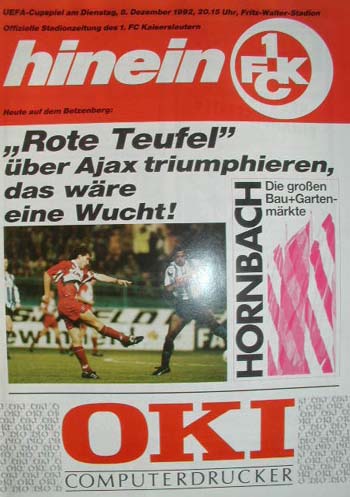 UEFA-Cupspiel am Dienstag, 8. Dezember 1992, 20.15 Uhr, Fritz-Walter-Stadion
Offizielle Stadionzeitung des 1. FC Kaiserslautern
hinein
1
FCK
Heute auf dem Betzenberg:
„Rote Teufel”
über Ajax triumphieren,
das wäre
eine Wucht!
HORNBACH
Die großen
Bau+Garten-
märkte
OKI
COMPUTERDRUCKER